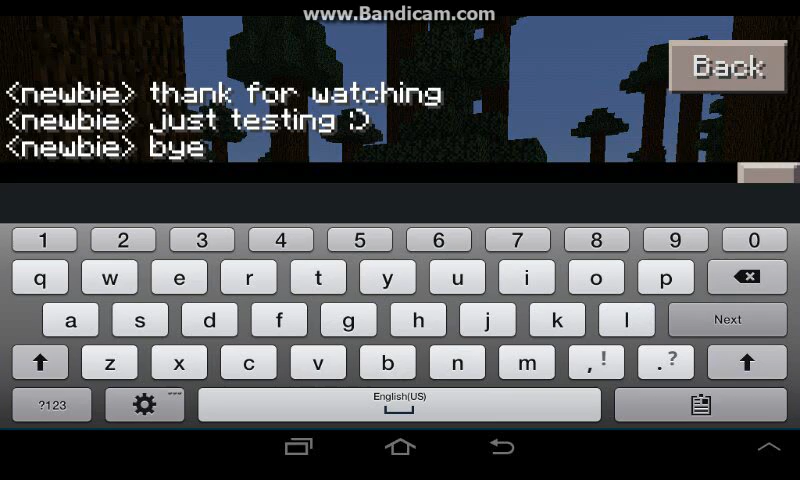 www.Bandicam.com
Back
<newbie> thank for watching
<newbie> just testing :)
<newbie> bye
1 2 3 4 5 6 7 8 9 0
q w e r t y u i o p
a s d f g h j k l Next
z x c v b n m , ! . ?
?123 English(US)